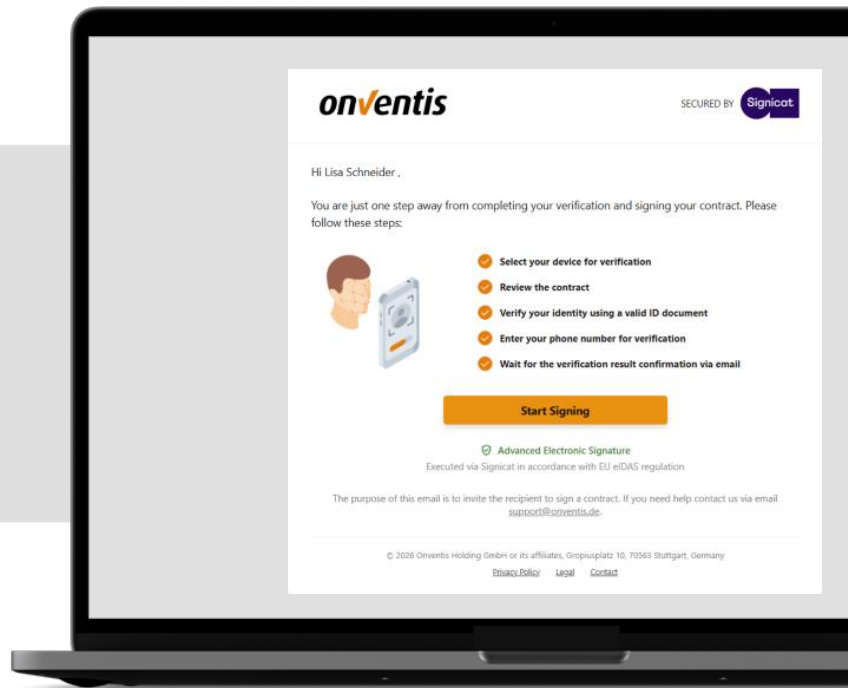 onventis
SECURED BY Signicat
Hi Lisa Schneider ,
You are just one step away from completing your verification and signing your contract. Please
follow these steps:
Select your device for verification
Review the contract
Verify your identity using a valid ID document
Enter your phone number for verification
Wait for the verification result confirmation via email
Start Signing
Advanced Electronic Signature
Executed via Signicat in accordance with EU eIDAS regulation
The purpose of this email is to invite the recipient to sign a contract. If you need help contact us via email
support@onventis.de.
© 2026 Onventis Holding GmbH or its affiliates, Gropiusplatz 10, 70563 Stuttgart, Germany
Privacy Policy Legal Contact